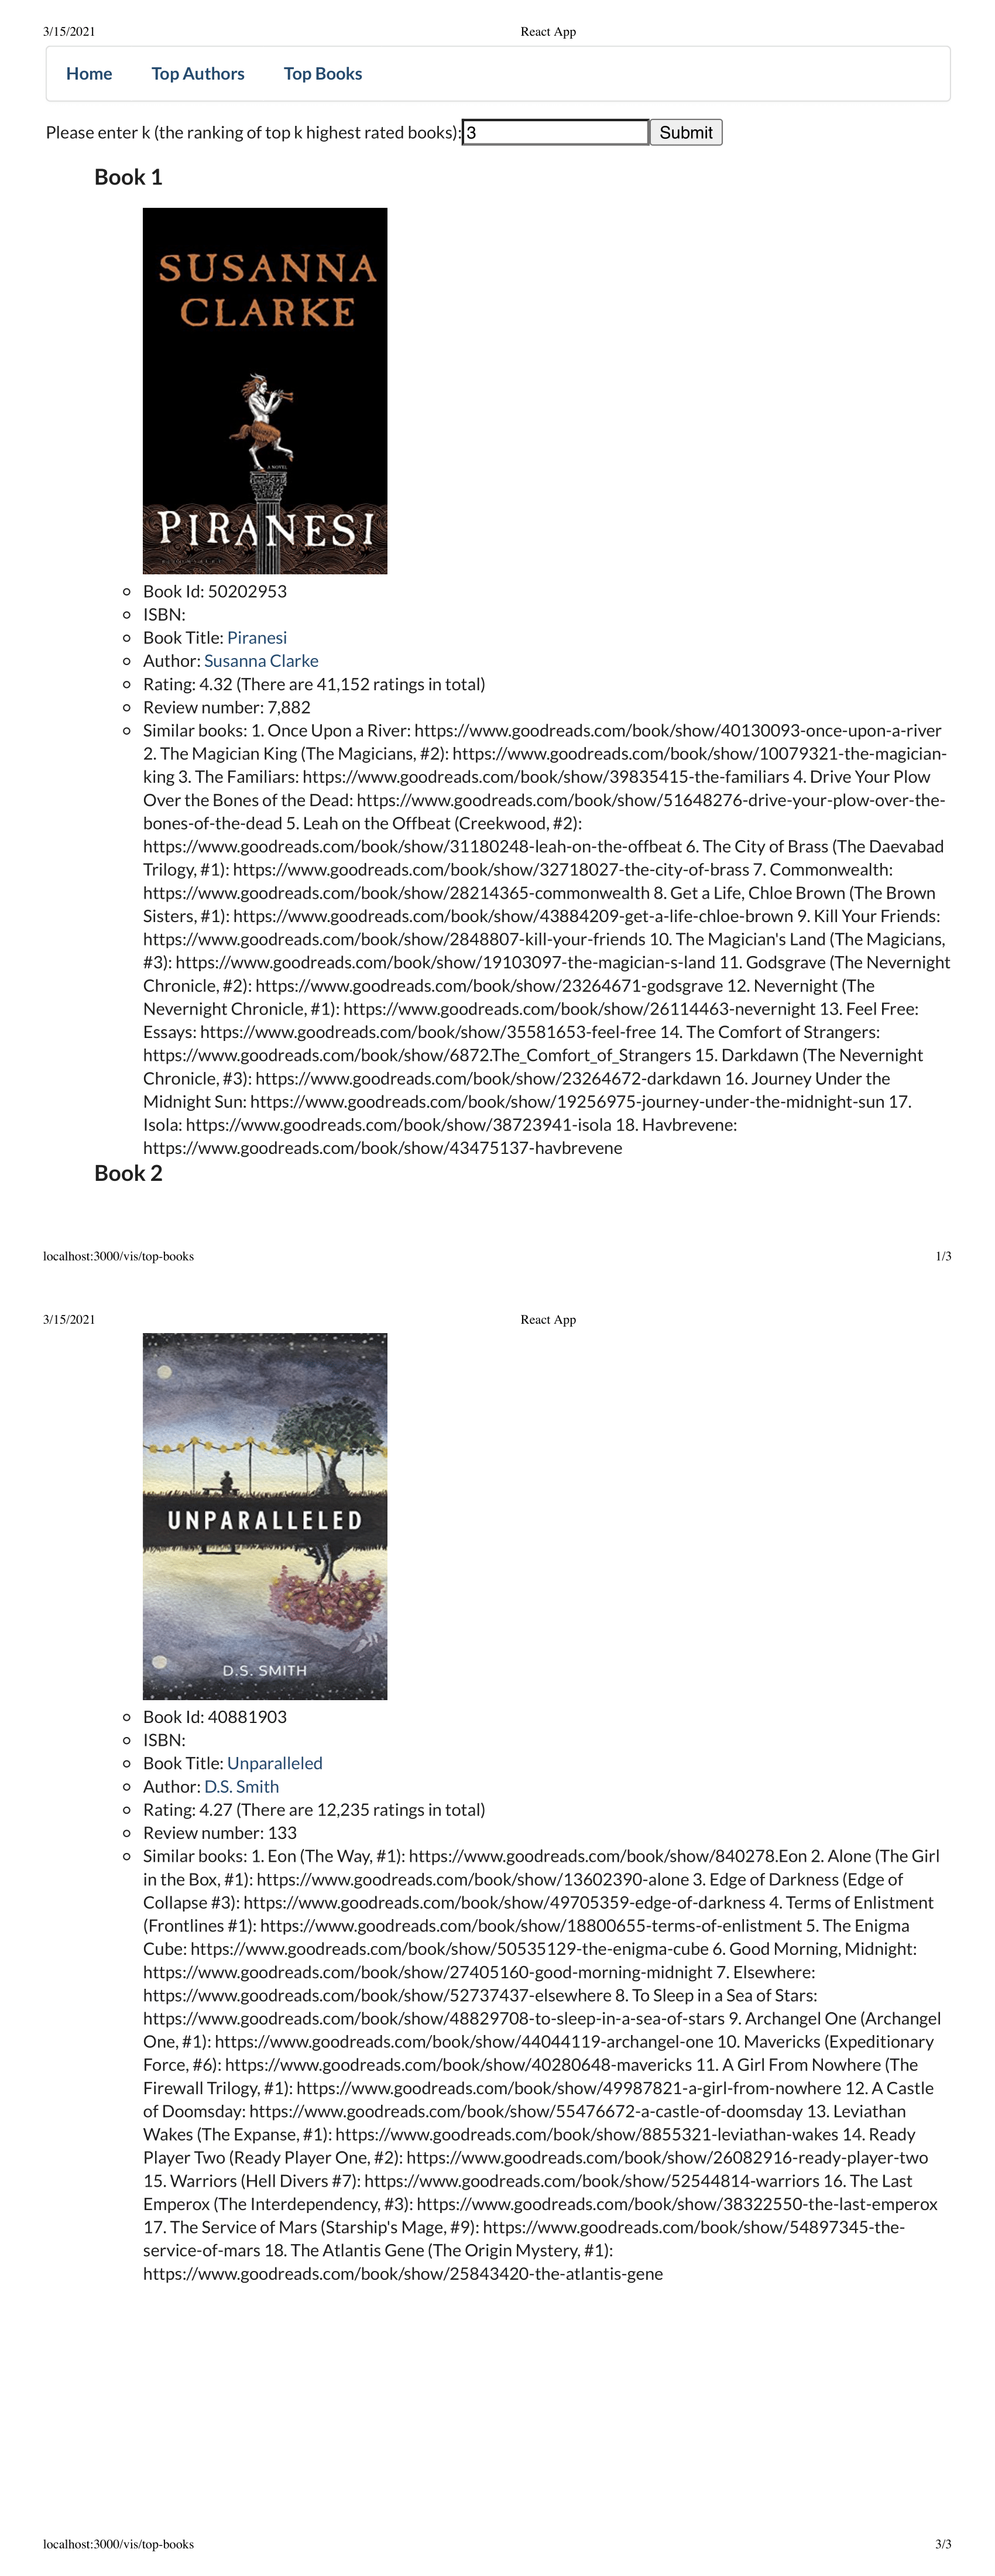 3/15/2021 React App
Home Top Authors Top Books
Please enter k (the ranking of top k highest rated books): 3 Submit
Book 1
SUSANNA
CLARKE
A NOVEL
PIRANESI
Book Id: 50202953
ISBN:
Book Title: Piranesi
Author: Susanna Clarke
Rating: 4.32 (There are 41,152 ratings in total)
Review number: 7,882
Similar books: 1. Once Upon a River: https://www.goodreads.com/book/show/40130093-once-upon-a-river
2. The Magician King (The Magicians, #2): https://www.goodreads.com/book/show/10079321-the-magician-
king 3. The Familiars: https://www.goodreads.com/book/show/39835415-the-familiars 4. Drive Your Plow
Over the Bones of the Dead: https://www.goodreads.com/book/show/51648276-drive-your-plow-over-the-
bones-of-the-dead 5. Leah on the Offbeat (Creekwood, #2):
https://www.goodreads.com/book/show/31180248-leah-on-the-offbeat 6. The City of Brass (The Daevabad
Trilogy, #1): https://www.goodreads.com/book/show/32718027-the-city-of-brass 7. Commonwealth:
https://www.goodreads.com/book/show/28214365-commonwealth 8. Get a Life, Chloe Brown (The Brown
Sisters, #1): https://www.goodreads.com/book/show/43884209-get-a-life-chloe-brown 9. Kill Your Friends:
https://www.goodreads.com/book/show/2848807-kill-your-friends 10. The Magician's Land (The Magicians,
#3): https://www.goodreads.com/book/show/19103097-the-magician-s-land 11. Godsgrave (The Nevernight
Chronicle, #2): https://www.goodreads.com/book/show/23264671-godsgrave 12. Nevernight (The
Nevernight Chronicle, #1): https://www.goodreads.com/book/show/26114463-nevernight 13. Feel Free:
Essays: https://www.goodreads.com/book/show/35581653-feel-free 14. The Comfort of Strangers:
https://www.goodreads.com/book/show/6872.The_Comfort_of_Strangers 15. Darkdawn (The Nevernight
Chronicle, #3): https://www.goodreads.com/book/show/23264672-darkdawn 16. Journey Under the
Midnight Sun: https://www.goodreads.com/book/show/19256975-journey-under-the-midnight-sun 17.
Isola: https://www.goodreads.com/book/show/38723941-isola 18. Havbrevene:
https://www.goodreads.com/book/show/43475137-havbrevene
Book 2
localhost:3000/vis/top-books 1/3
3/15/2021 React App
UNPARALLELED
D.S. SMITH
Book Id: 40881903
ISBN:
Book Title: Unparalleled
Author: D.S. Smith
Rating: 4.27 (There are 12,235 ratings in total)
Review number: 133
Similar books: 1. Eon (The Way, #1): https://www.goodreads.com/book/show/840278.Eon 2. Alone (The Girl
in the Box, #1): https://www.goodreads.com/book/show/13602390-alone 3. Edge of Darkness (Edge of
Collapse #3): https://www.goodreads.com/book/show/49705359-edge-of-darkness 4. Terms of Enlistment
(Frontlines #1): https://www.goodreads.com/book/show/18800655-terms-of-enlistment 5. The Enigma
Cube: https://www.goodreads.com/book/show/50535129-the-enigma-cube 6. Good Morning, Midnight:
https://www.goodreads.com/book/show/27405160-good-morning-midnight 7. Elsewhere:
https://www.goodreads.com/book/show/52737437-elsewhere 8. To Sleep in a Sea of Stars:
https://www.goodreads.com/book/show/48829708-to-sleep-in-a-sea-of-stars 9. Archangel One (Archangel
One, #1): https://www.goodreads.com/book/show/44044119-archangel-one 10. Mavericks (Expeditionary
Force, #6): https://www.goodreads.com/book/show/40280648-mavericks 11. A Girl From Nowhere (The
Firewall Trilogy, #1): https://www.goodreads.com/book/show/49987821-a-girl-from-nowhere 12. A Castle
of Doomsday: https://www.goodreads.com/book/show/55476672-a-castle-of-doomsday 13. Leviathan
Wakes (The Expanse, #1): https://www.goodreads.com/book/show/8855321-leviathan-wakes 14. Ready
Player Two (Ready Player One, #2): https://www.goodreads.com/book/show/26082916-ready-player-two
15. Warriors (Hell Divers #7): https://www.goodreads.com/book/show/52544814-warriors 16. The Last
Emperox (The Interdependency, #3): https://www.goodreads.com/book/show/38322550-the-last-emperox
17. The Service of Mars (Starship's Mage, #9): https://www.goodreads.com/book/show/54897345-the-
service-of-mars 18. The Atlantis Gene (The Origin Mystery, #1):
https://www.goodreads.com/book/show/25843420-the-atlantis-gene
localhost:3000/vis/top-books 3/3